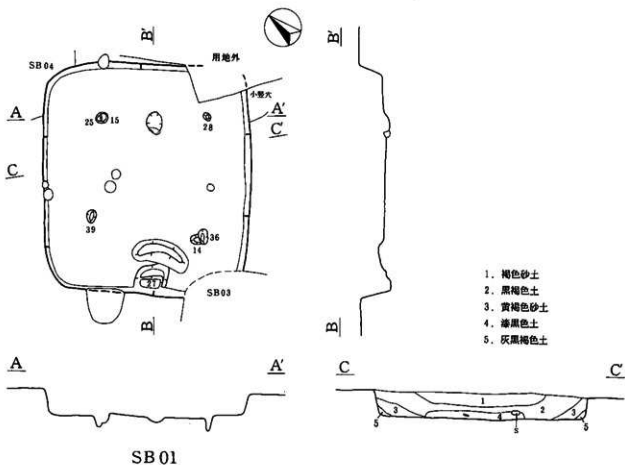 B'
B'
用地外
SB04
小竪穴
A
A'
25
15
28
C'
C
39
36
14
27
SB03
B
B
1. 褐色砂土
2. 黒褐色土
3. 黄褐色砂土
4. 漆黒色土
5. 灰黒褐色土
A
A'
C
C'
1
3
2
3
5
4
5
S
SB01